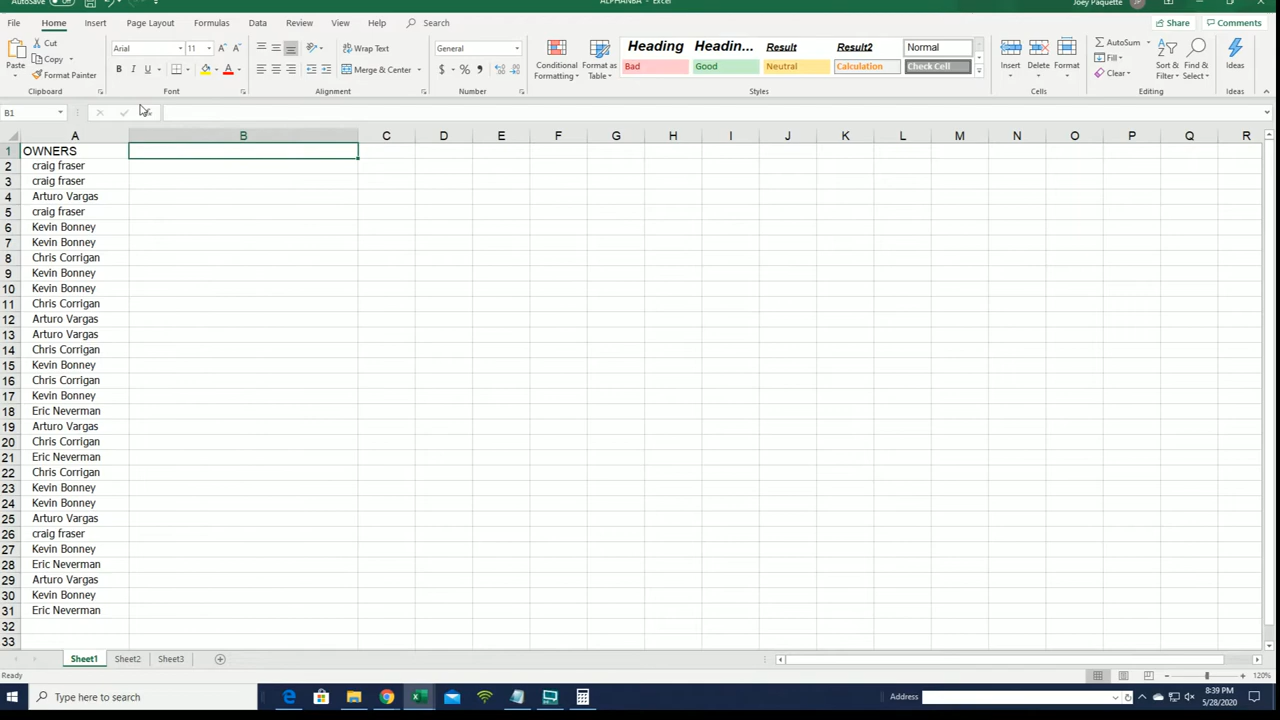 AutoSave Off ALPHANBA - Excel Joey Paquette JP
File Home Insert Page Layout Formulas Data Review View Help Search Share Comments
Paste Cut Copy Format Painter Clipboard
Arial 11 B I U A Font
Wrap Text Merge & Center Alignment
General $ % , Number
Conditional Formatting Format as Table
Heading Headin... Result Result2 Normal
Bad Good Neutral Calculation Check Cell
Styles
Insert Delete Format Cells
AutoSum Fill Clear Sort & Filter Find & Select Editing
Ideas Ideas
B1
A B C D E F G H I J K L M N O P Q R
1 OWNERS
2 craig fraser
3 craig fraser
4 Arturo Vargas
5 craig fraser
6 Kevin Bonney
7 Kevin Bonney
8 Chris Corrigan
9 Kevin Bonney
10 Kevin Bonney
11 Chris Corrigan
12 Arturo Vargas
13 Arturo Vargas
14 Chris Corrigan
15 Kevin Bonney
16 Chris Corrigan
17 Kevin Bonney
18 Eric Neverman
19 Arturo Vargas
20 Chris Corrigan
21 Eric Neverman
22 Chris Corrigan
23 Kevin Bonney
24 Kevin Bonney
25 Arturo Vargas
26 craig fraser
27 Kevin Bonney
28 Eric Neverman
29 Arturo Vargas
30 Kevin Bonney
31 Eric Neverman
32
33
Sheet1 Sheet2 Sheet3
Ready 120%
Type here to search Address 8:39 PM
5/28/2020